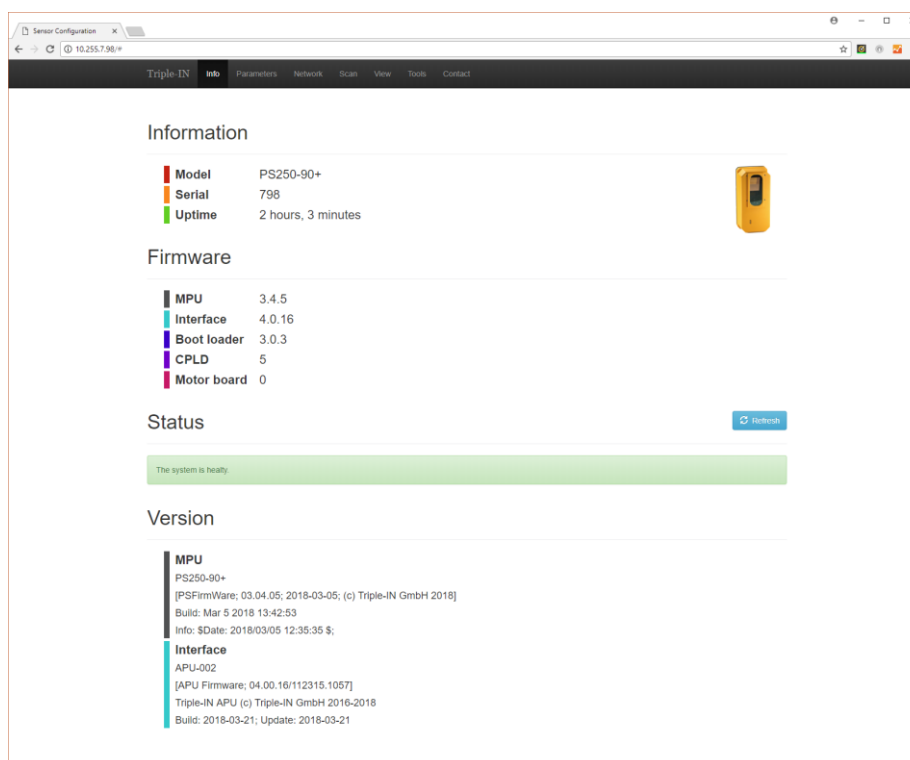 Sensor Configuration
10.255.7.98/#
Triple-IN Info Parameters Network Scan View Tools Contact
Information
Model PS250-90+
Serial 798
Uptime 2 hours, 3 minutes
Firmware
MPU 3.4.5
Interface 4.0.16
Boot loader 3.0.3
CPLD 5
Motor board 0
Status Refresh
The system is healty.
Version
MPU
PS250-90+
[PSFirmWare; 03.04.05; 2018-03-05; (c) Triple-IN GmbH 2018]
Build: Mar 5 2018 13:42:53
Info: $Date: 2018/03/05 12:35:35 $;
Interface
APU-002
[APU Firmware; 04.00.16/112315.1057]
Triple-IN APU (c) Triple-IN GmbH 2016-2018
Build: 2018-03-21; Update: 2018-03-21